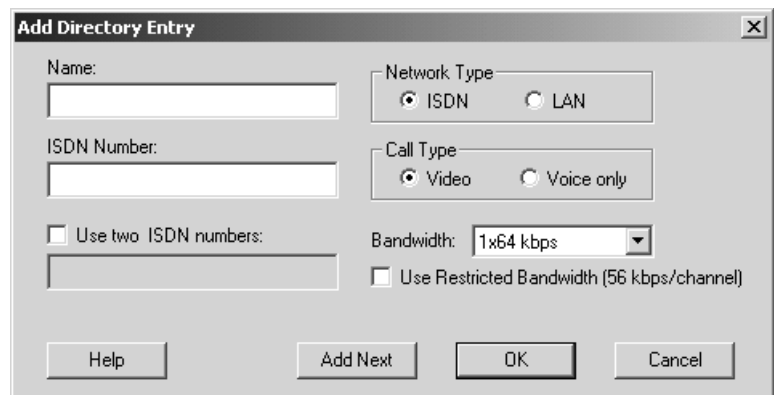 Add Directory Entry
Name:
Network Type
ISDN LAN
ISDN Number:
Call Type
Video Voice only
Use two ISDN numbers:
Bandwidth: 1x64 kbps
Use Restricted Bandwidth (56 kbps/channel)
Help Add Next OK Cancel